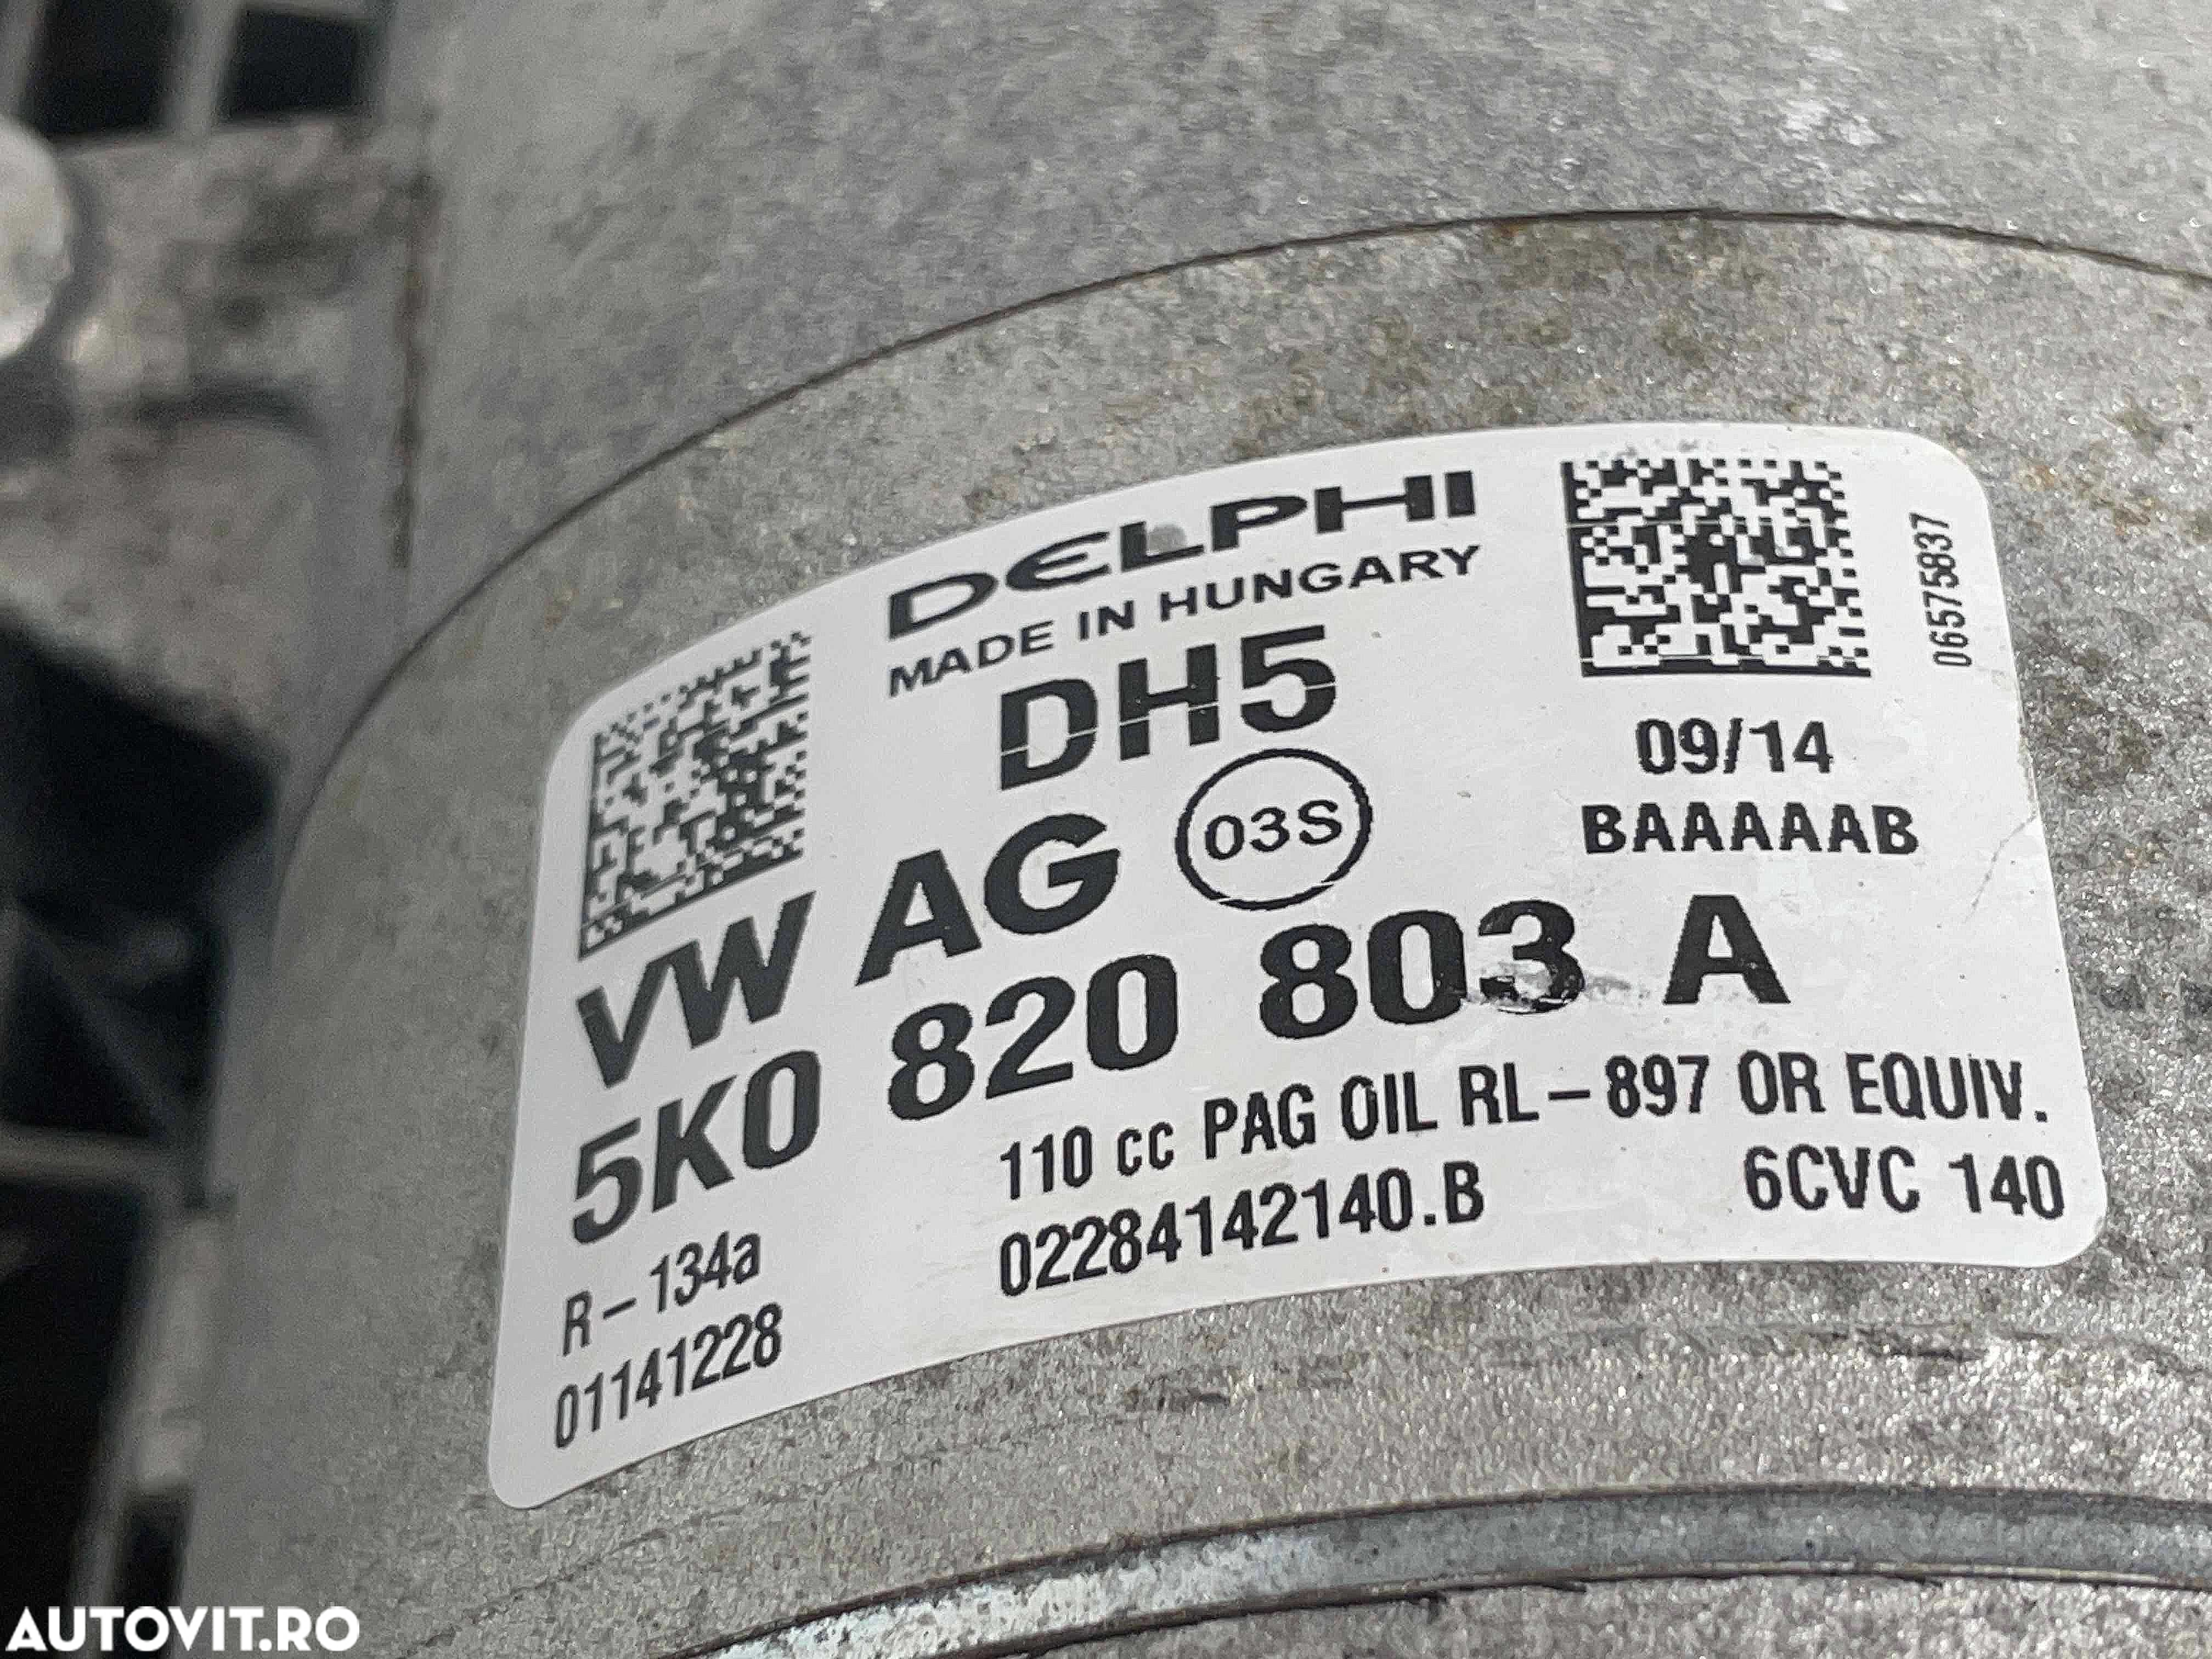 DELPHI
MADE IN HUNGARY
DH5
06575837
09/14
BAAAAAB
VW AG 03S
5K0 820 803 A
110 cc PAG OIL RL-897 OR EQUIV.
R-134a
02284142140.B
6CVC 140
01141228
AUTOVIT.RO